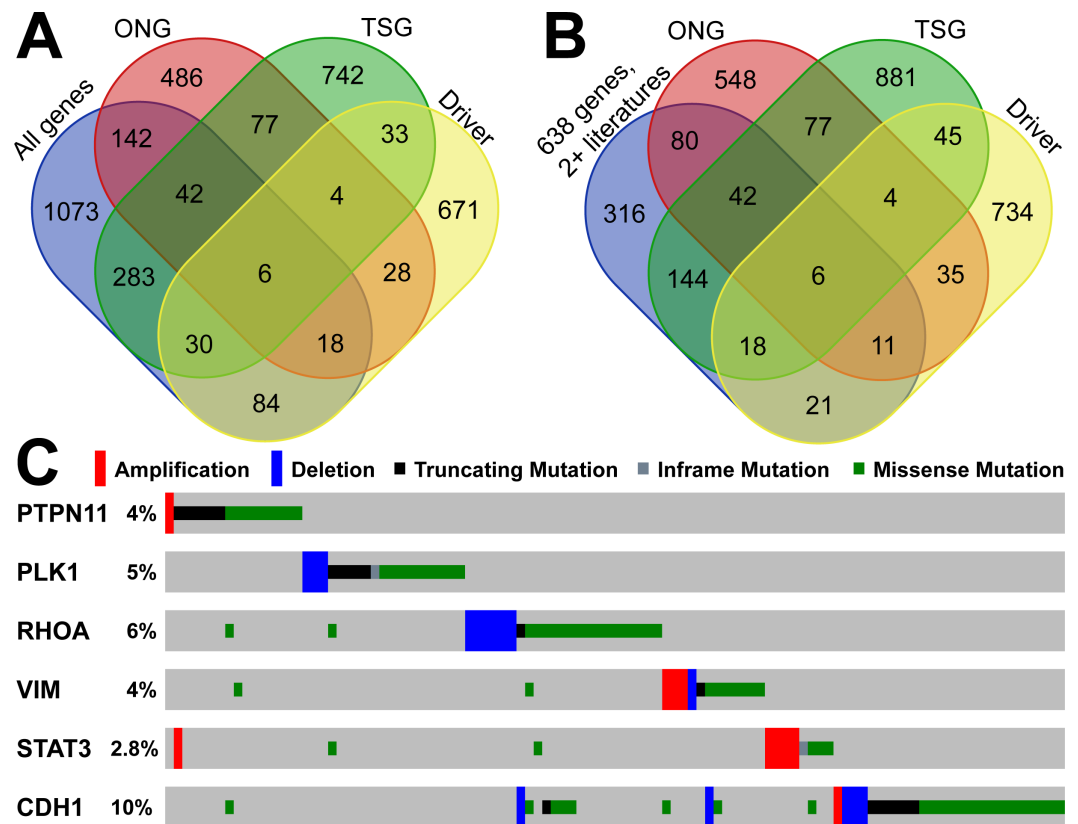 A
ONG
TSG
Driver
All genes
486
742
142
77
33
1073
42
4
671
283
6
28
30
18
84
B
ONG
TSG
Driver
638 genes,
2+ literatures
548
881
80
77
45
316
42
4
734
144
6
35
18
11
21
C
Amplification Deletion Truncating Mutation Inframe Mutation Missense Mutation
PTPN11 4%
PLK1 5%
RHOA 6%
VIM 4%
STAT3 2.8%
CDH1 10%